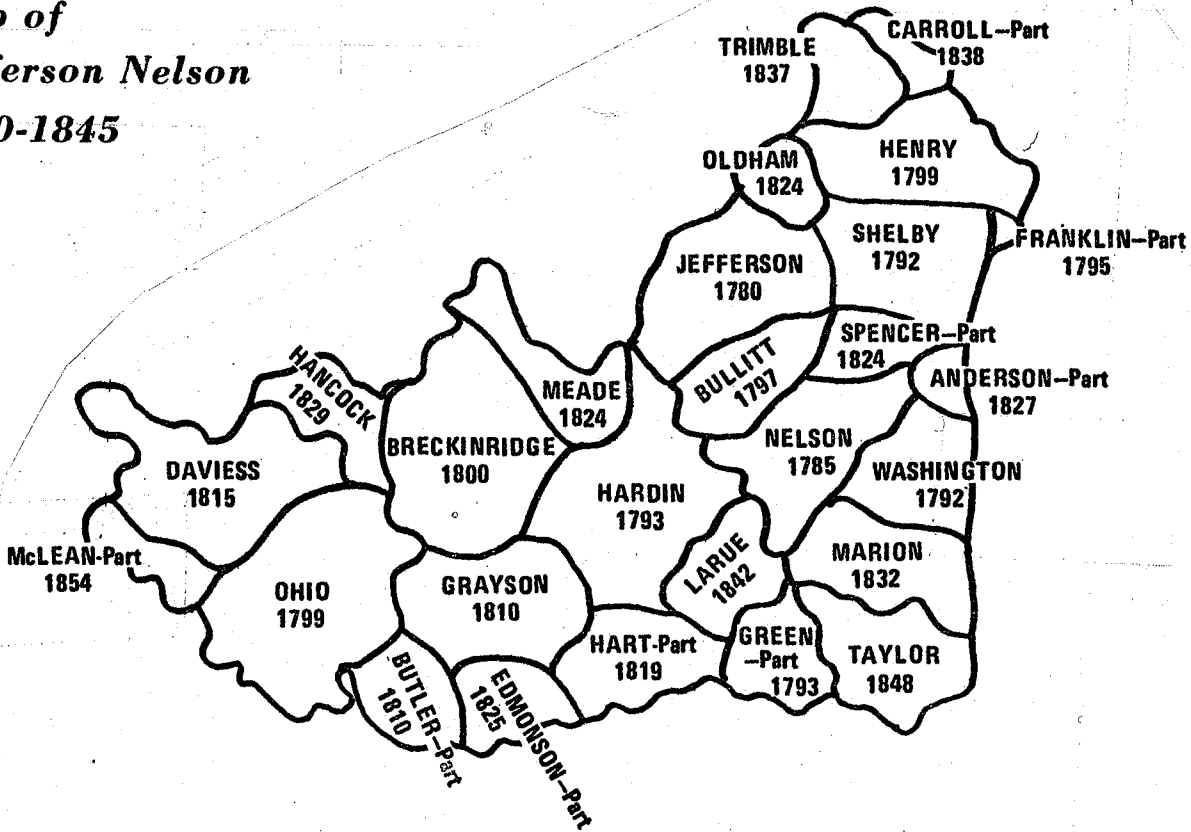 p of
ferson Nelson
0-1845
TRIMBLE
1837
CARROLL–Part
1838
OLDHAM
1824
HENRY
1799
SHELBY
1792
FRANKLIN–Part
1795
JEFFERSON
1780
SPENCER–Part
1824
BULLITT
1797
ANDERSON–Part
1827
HANCOCK
1829
MEADE
1824
BRECKINRIDGE
1800
NELSON
1785
DAVIESS
1815
WASHINGTON
1792
HARDIN
1793
McLEAN-Part
1854
OHIO
1799
GRAYSON
1810
LARUE
1842
MARION
1832
HART-Part
1819
GREEN
–Part
1793
TAYLOR
1848
BUTLER–Part
1810
EDMONSON–Part
1825